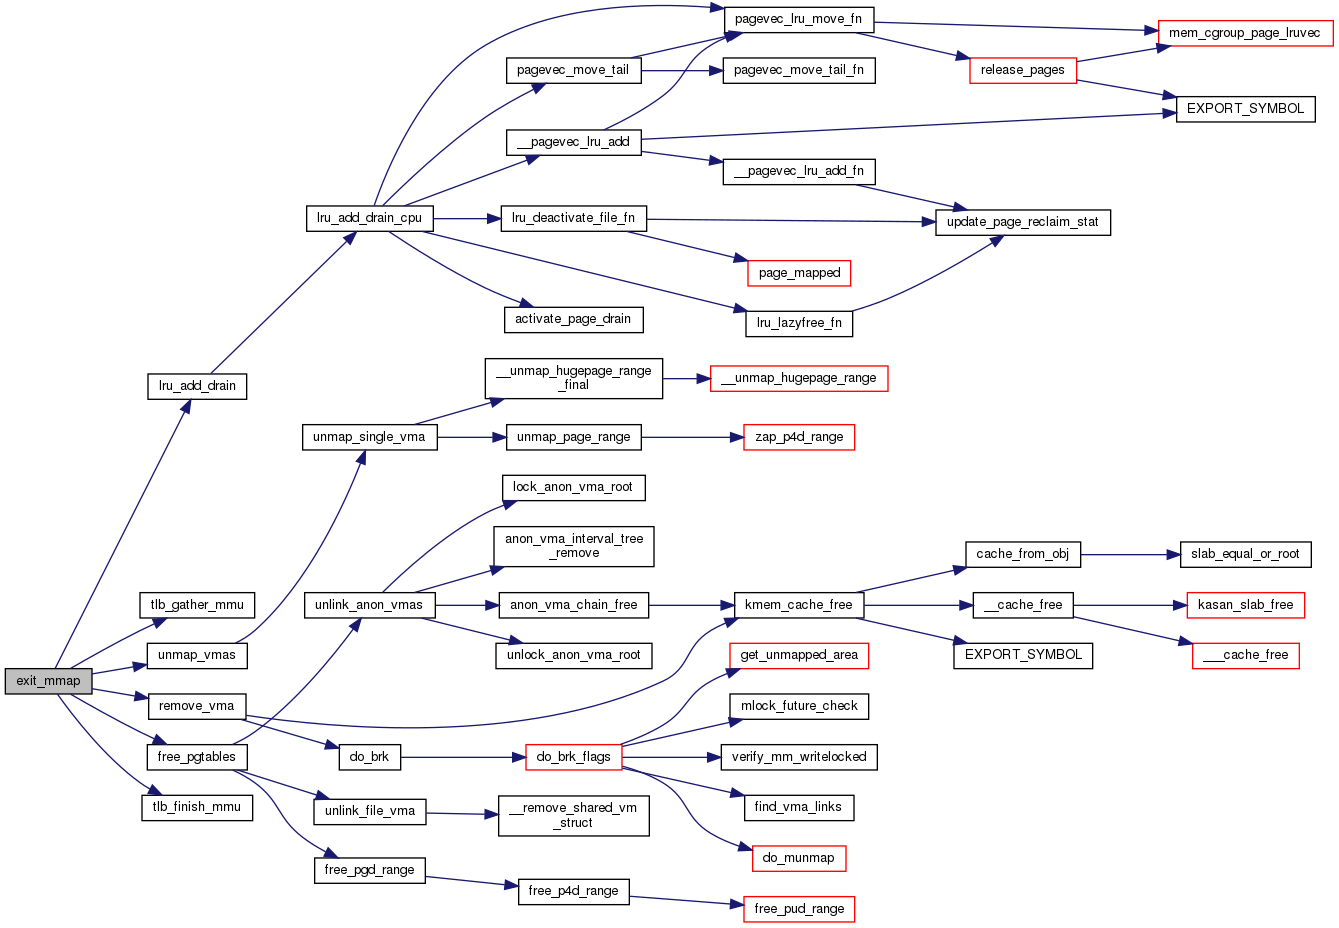 pagevec_lru_move_fn
mem_cgroup_page_lruvec
pagevec_move_tail
pagevec_move_tail_fn
release_pages
EXPORT_SYMBOL
__pagevec_lru_add
__pagevec_lru_add_fn
lru_add_drain_cpu
lru_deactivate_file_fn
update_page_reclaim_stat
page_mapped
activate_page_drain
lru_lazyfree_fn
lru_add_drain
__unmap_hugepage_range
_final
__unmap_hugepage_range
unmap_single_vma
unmap_page_range
zap_p4d_range
lock_anon_vma_root
anon_vma_interval_tree
_remove
cache_from_obj
slab_equal_or_root
tlb_gather_mmu
unlink_anon_vmas
anon_vma_chain_free
kmem_cache_free
__cache_free
kasan_slab_free
unmap_vmas
unlock_anon_vma_root
get_unmapped_area
EXPORT_SYMBOL
___cache_free
exit_mmap
remove_vma
mlock_future_check
free_pgtables
do_brk
do_brk_flags
verify_mm_writelocked
tlb_finish_mmu
unlink_file_vma
__remove_shared_vm
_struct
find_vma_links
do_munmap
free_pgd_range
free_p4d_range
free_pud_range